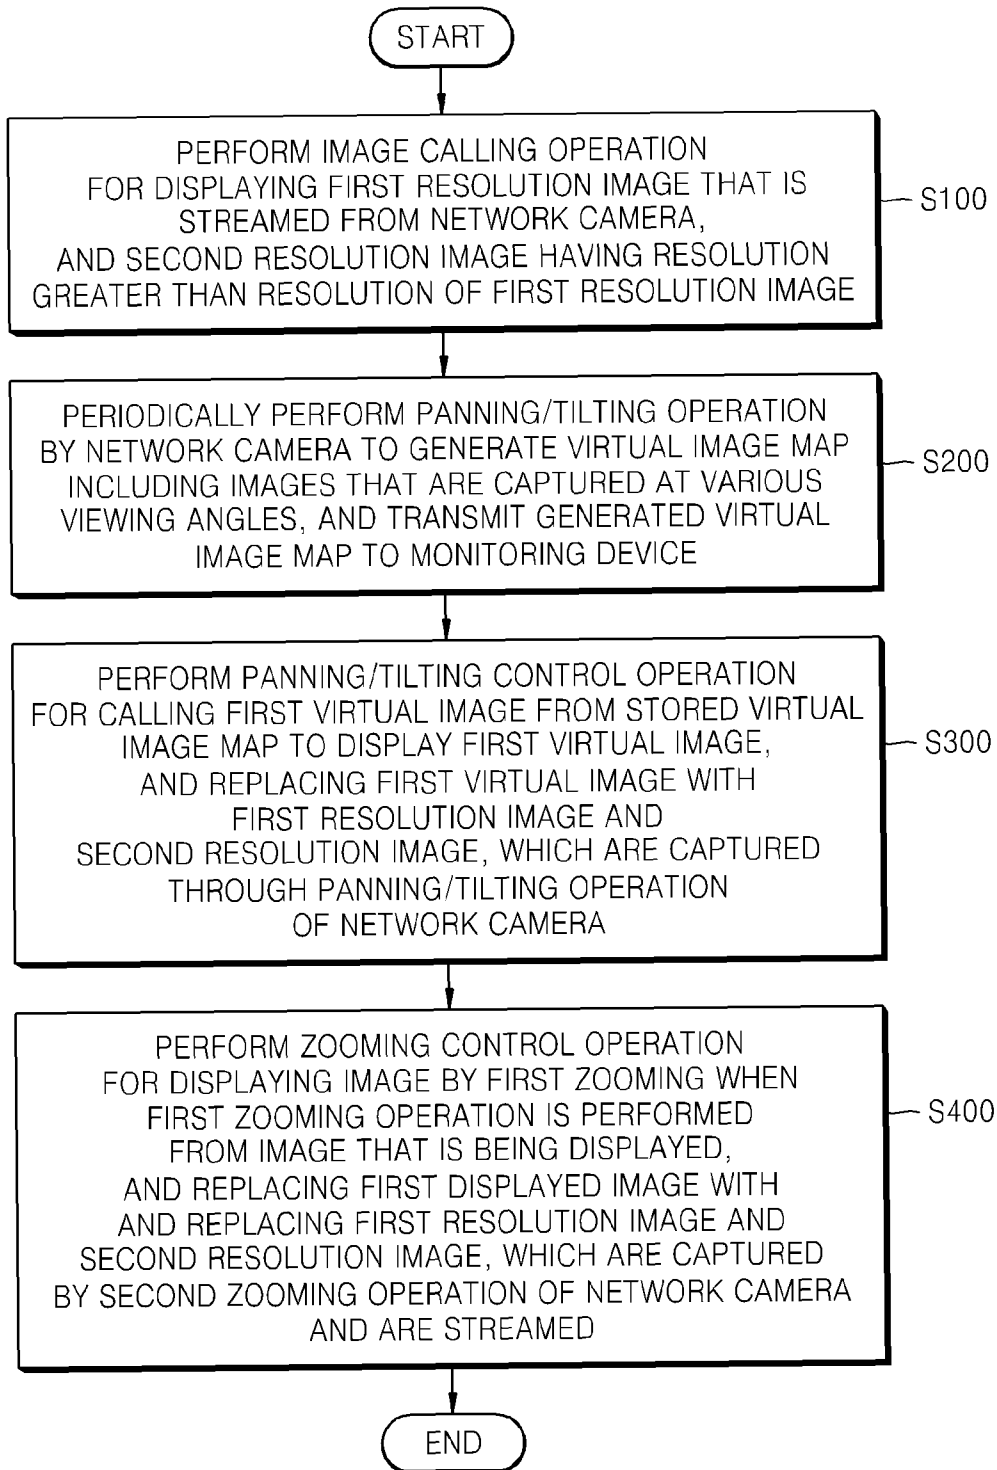 START
PERFORM IMAGE CALLING OPERATION
FOR DISPLAYING FIRST RESOLUTION IMAGE THAT IS
STREAMED FROM NETWORK CAMERA,
AND SECOND RESOLUTION IMAGE HAVING RESOLUTION
GREATER THAN RESOLUTION OF FIRST RESOLUTION IMAGE
S100
PERIODICALLY PERFORM PANNING/TILTING OPERATION
BY NETWORK CAMERA TO GENERATE VIRTUAL IMAGE MAP
INCLUDING IMAGES THAT ARE CAPTURED AT VARIOUS
VIEWING ANGLES, AND TRANSMIT GENERATED VIRTUAL
IMAGE MAP TO MONITORING DEVICE
S200
PERFORM PANNING/TILTING CONTROL OPERATION
FOR CALLING FIRST VIRTUAL IMAGE FROM STORED VIRTUAL
IMAGE MAP TO DISPLAY FIRST VIRTUAL IMAGE,
AND REPLACING FIRST VIRTUAL IMAGE WITH
FIRST RESOLUTION IMAGE AND
SECOND RESOLUTION IMAGE, WHICH ARE CAPTURED
THROUGH PANNING/TILTING OPERATION
OF NETWORK CAMERA
S300
PERFORM ZOOMING CONTROL OPERATION
FOR DISPLAYING IMAGE BY FIRST ZOOMING WHEN
FIRST ZOOMING OPERATION IS PERFORMED
FROM IMAGE THAT IS BEING DISPLAYED,
AND REPLACING FIRST DISPLAYED IMAGE WITH
AND REPLACING FIRST RESOLUTION IMAGE AND
SECOND RESOLUTION IMAGE, WHICH ARE CAPTURED
BY SECOND ZOOMING OPERATION OF NETWORK CAMERA
AND ARE STREAMED
S400
END